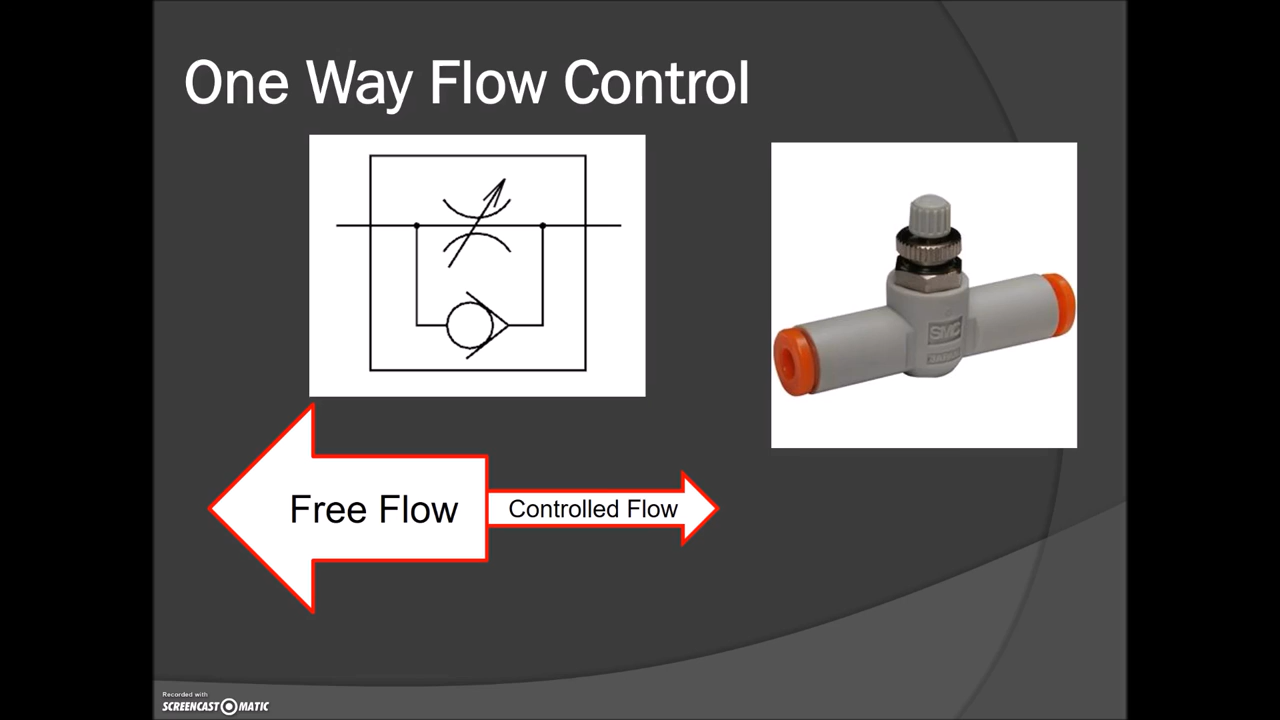 One Way Flow Control
SMC
Free Flow
Controlled Flow
Recorded with
SCREENCAST MATIC